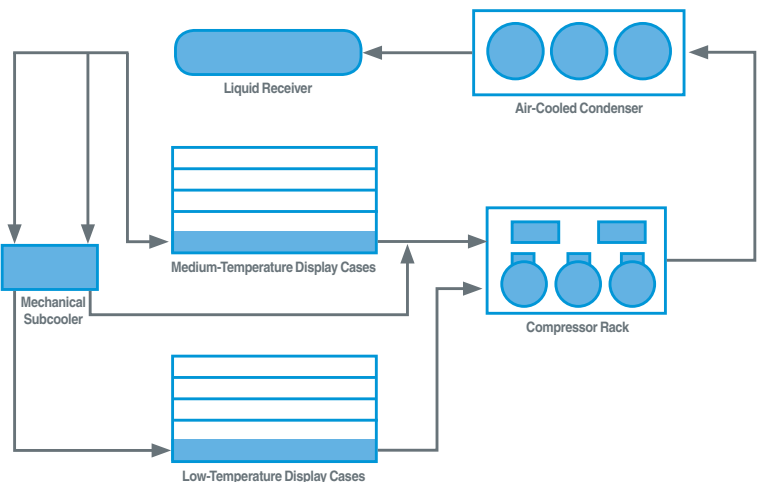 Liquid Receiver
Air-Cooled Condenser
Medium-Temperature Display Cases
Mechanical
Subcooler
Compressor Rack
Low-Temperature Display Cases